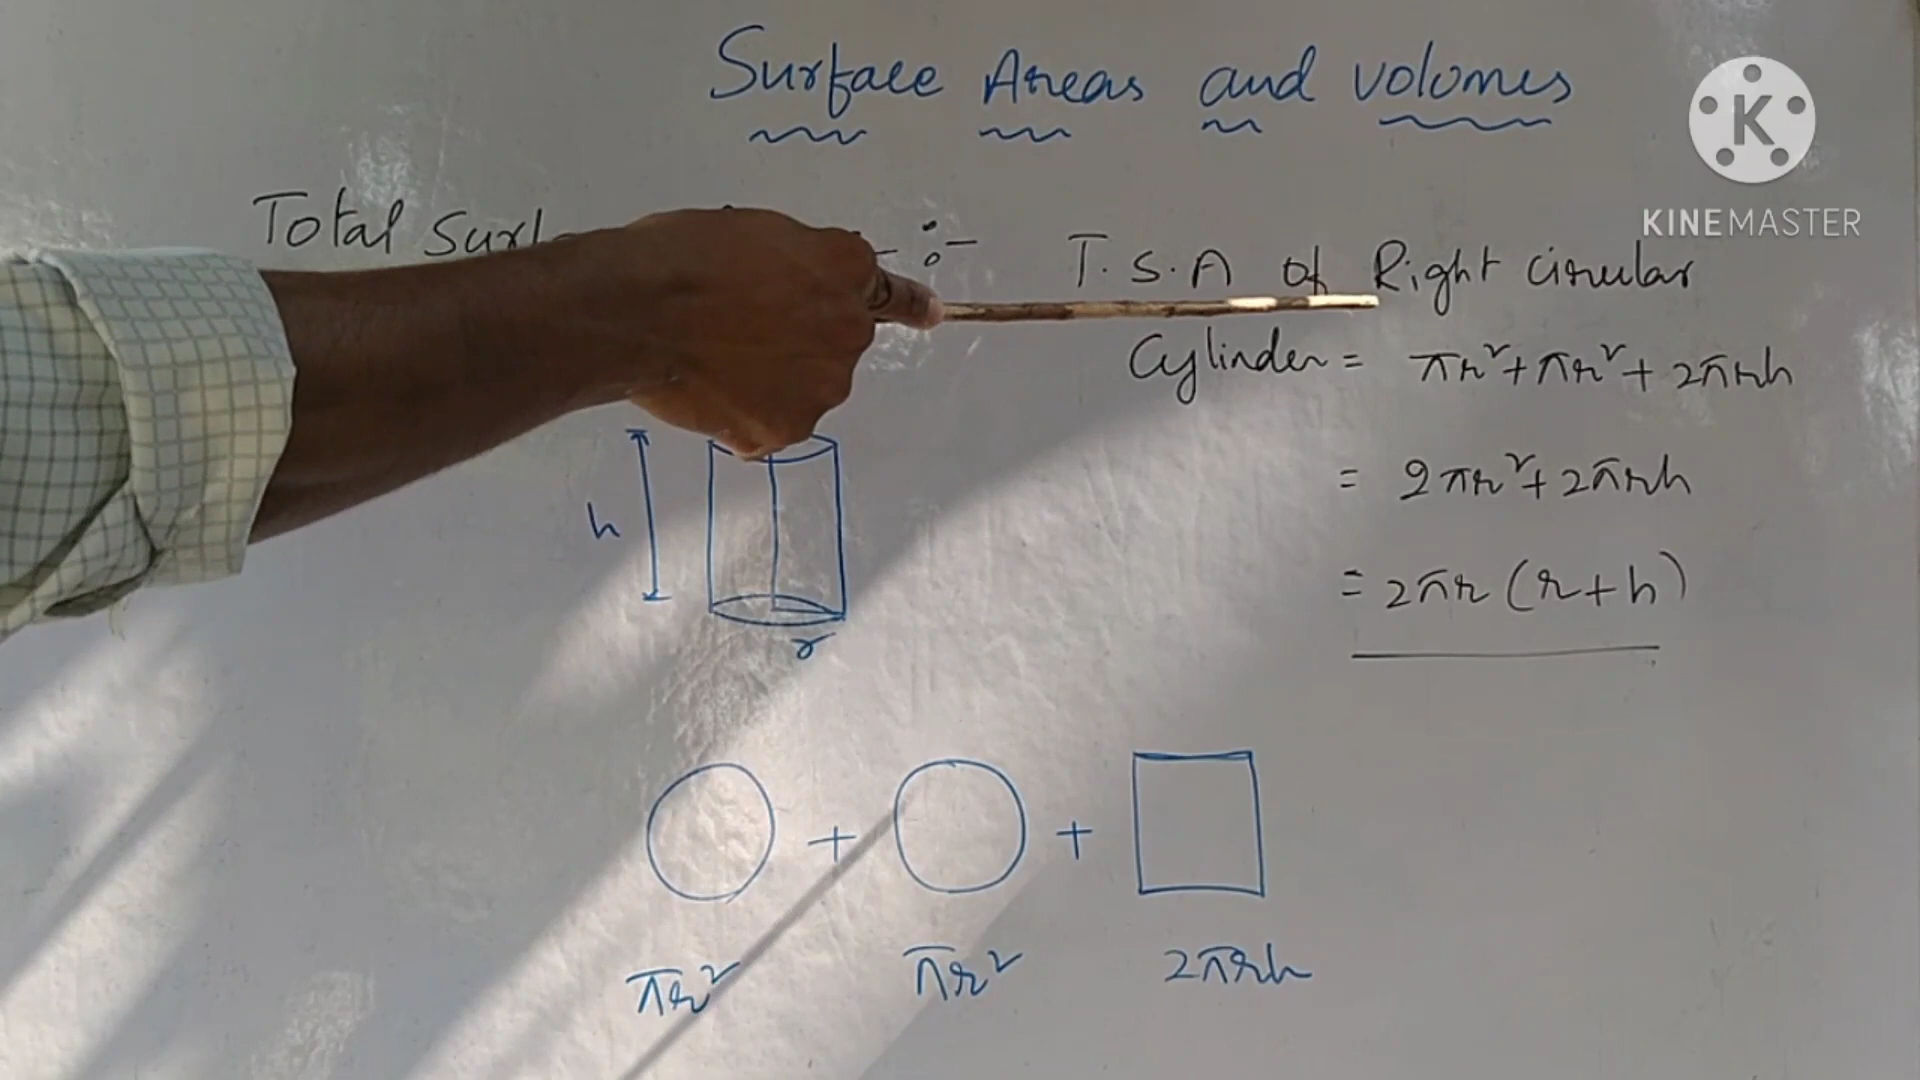 Surface Areas and volumes
KINEMASTER
Total
T.S.A of Right circular
Cylinder = πr²+πr²+2πrh
= 2πr²+2πrh
= 2πr(r+h)
h
r
+ +
πr² πr² 2πrh